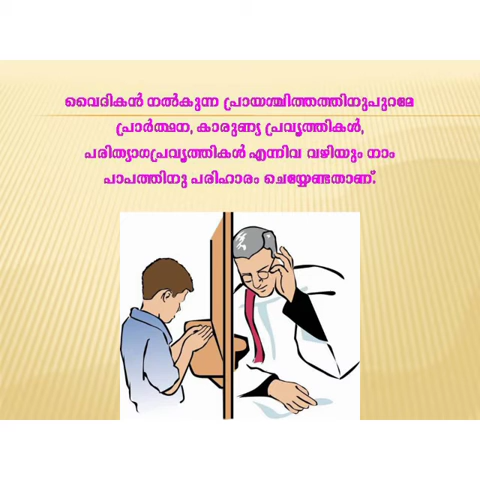 വൈദികൻ നൽകുന്ന പ്രായശ്ചിത്തത്തിനുപുറമേ
പ്രാർത്ഥന, കാരുണ്യ പ്രവൃത്തികൾ,
പരിത്യാഗപ്രവൃത്തികൾ എന്നിവ വഴിയും നാം
പാപത്തിനു പരിഹാരം ചെയ്യേണ്ടതാണ്.